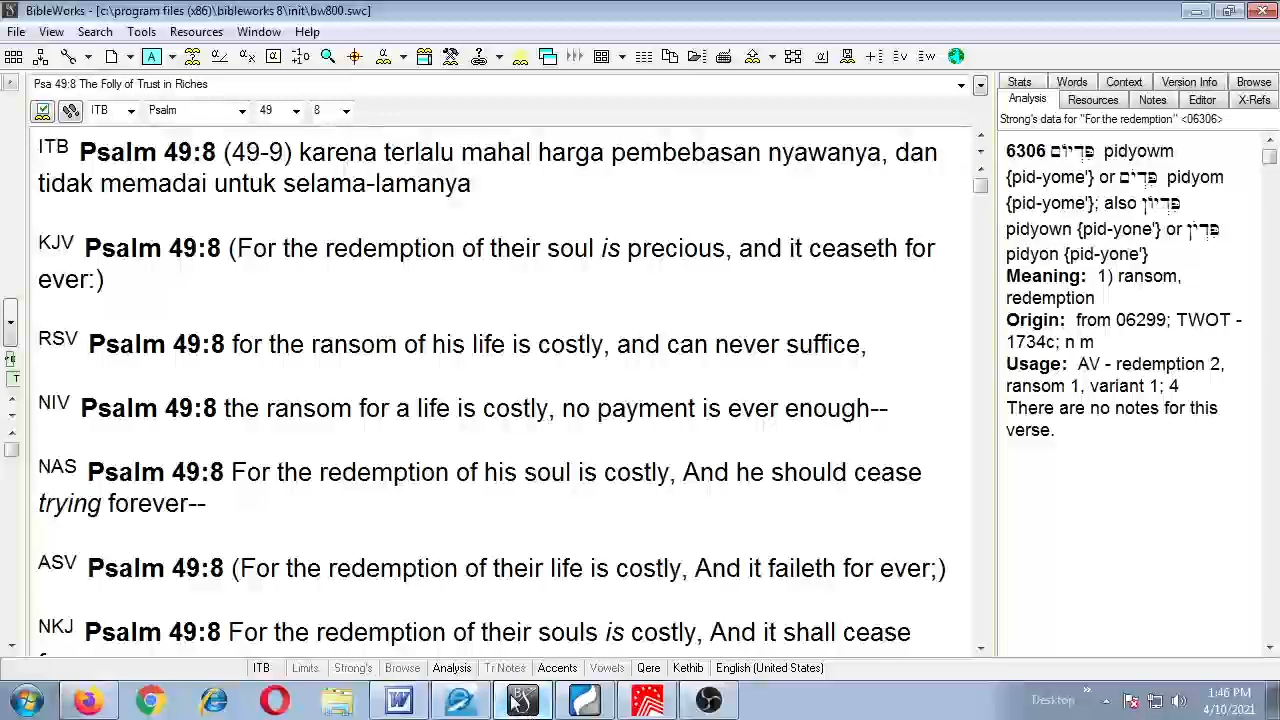 BibleWorks - [c:\program files (x86)\bibleworks 8\init\bw800.swc]
File View Search Tools Resources Window Help
Psa 49:8 The Folly of Trust in Riches
Stats Words Context Version Info Browse
Analysis Resources Notes Editor X-Refs
ITB Psalm 49 8
Strong's data for "For the redemption" <06306>
ITB Psalm 49:8 (49-9) karena terlalu mahal harga pembebasan nyawanya, dan
tidak memadai untuk selama-lamanya
KJV Psalm 49:8 (For the redemption of their soul is precious, and it ceaseth for
ever:)
RSV Psalm 49:8 for the ransom of his life is costly, and can never suffice,
NIV Psalm 49:8 the ransom for a life is costly, no payment is ever enough--
NAS Psalm 49:8 For the redemption of his soul is costly, And he should cease
trying forever--
ASV Psalm 49:8 (For the redemption of their life is costly, And it faileth for ever;)
NKJ Psalm 49:8 For the redemption of their souls is costly, And it shall cease
6306 פִּדְיוֹם pidyowm
{pid-yome'} or פִּדְיֹם pidyom
{pid-yome'}; also פִּדְיוֹן
pidyown {pid-yone'} or פִּדְיֹן
pidyon {pid-yone'}
Meaning: 1) ransom,
redemption
Origin: from 06299; TWOT -
1734c; n m
Usage: AV - redemption 2,
ransom 1, variant 1; 4
There are no notes for this
verse.
ITB Limits Strong's Browse Analysis Tr Notes Accents Vowels Qere Kethib English (United States)
Desktop
1:46 PM
4/10/2021